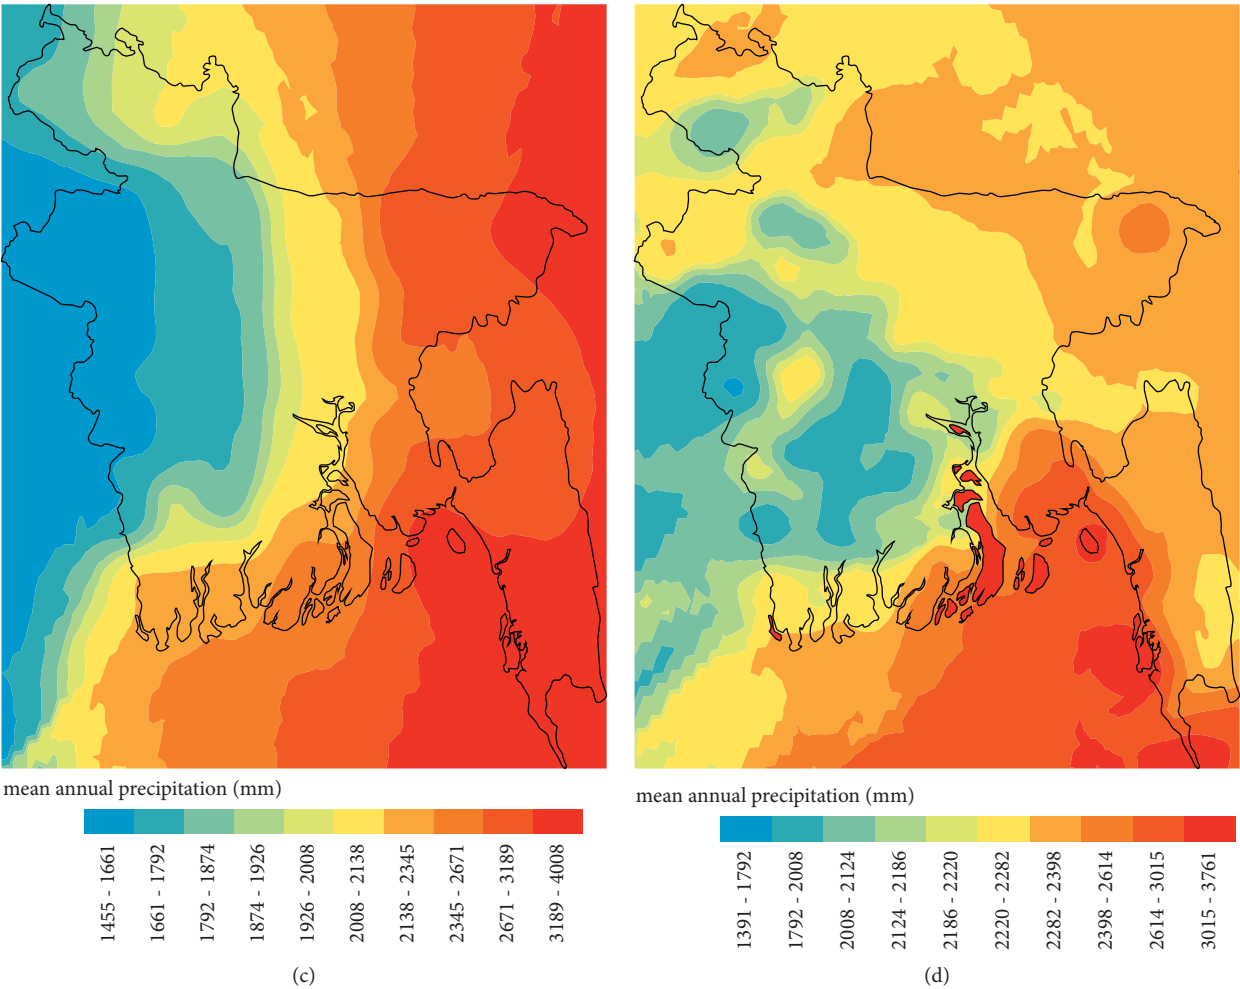 mean annual precipitation (mm)
1455 - 1661
1661 - 1792
1792 - 1874
1874 - 1926
1926 - 2008
2008 - 2138
2138 - 2345
2345 - 2671
2671 - 3189
3189 - 4008
(c)
mean annual precipitation (mm)
1391 - 1792
1792 - 2008
2008 - 2124
2124 - 2186
2186 - 2220
2220 - 2282
2282 - 2398
2398 - 2614
2614 - 3015
3015 - 3761
(d)